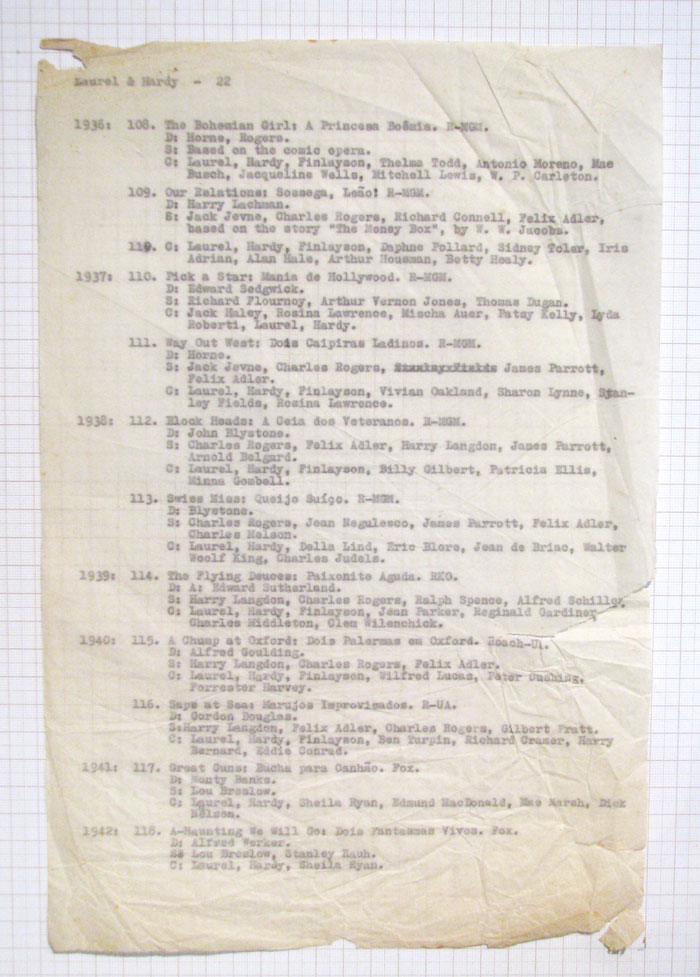 Laurel & Hardy - 22
1936: 108. The Bohemian Girl: A Princesa Boêmia. R-MGM.
D: Horne, Rogers.
S: Based on the comic opera.
C: Laurel, Hardy, Finlayson, Thelma Todd, Antonio Moreno, Mae
Busch, Jacqueline Wells, Mitchell Lewis, W. P. Carleton.
109. Our Relations: Sossega, Leão! R-MGM.
D: Harry Lachman.
S: Jack Jevne, Charles Rogers, Richard Connell, Felix Adler,
based on the story "The Money Box", by W. W. Jacobs.
C: Laurel, Hardy, Finlayson, Daphne Pollard, Sidney Toler, Iris
Adrian, Alan Hale, Arthur Housman, Betty Healy.
1937: 110. Pick a Star: Mania de Hollywood. R-MGM.
D: Edward Sedgwick.
S: Richard Flournoy, Arthur Vernon Jones, Thomas Dugan.
C: Jack Haley, Rosina Lawrence, Mischa Auer, Patsy Kelly, Lyda
Roberti, Laurel, Hardy.
111. Way Out West: Dois Caipiras Ladinos. R-MGM.
D: Horne.
S: Jack Jevne, Charles Rogers, James Parrott,
Felix Adler.
C: Laurel, Hardy, Finlayson, Vivian Oakland, Sharon Lynne, Stan-
ley Fields, Rosina Lawrence.
1938: 112. Block Heads: A Ceia dos Veteranos. R-MGM.
D: John Blystone.
S: Charles Rogers, Felix Adler, Harry Langdon, James Parrott,
Arnold Belgard.
C: Laurel, Hardy, Finlayson, Billy Gilbert, Patricia Ellis,
Minna Gombell.
113. Swiss Miss: Queijo Suíço. R-MGM.
D: Blystone.
S: Charles Rogers, Jean Negulesco, James Parrott, Felix Adler,
Charles Nelson.
C: Laurel, Hardy, Della Lind, Eric Blore, Jean de Briac, Walter
Woolf King, Charles Judels.
1939: 114. The Flying Deuces: Paixonite Aguda. RKO.
D: A: Edward Sutherland.
S: Harry Langdon, Charles Rogers, Ralph Spence, Alfred Schiller.
C: Laurel, Hardy, Finlayson, Jean Parker, Reginald Gardiner,
Charles Middleton, Clem Wilenchick.
1940: 115. A Chump at Oxford: Dois Palermas em Oxford. Roach-UA.
D: Alfred Goulding.
S: Harry Langdon, Charles Rogers, Felix Adler.
C: Laurel, Hardy, Finlayson, Wilfred Lucas, Peter Cushing,
Forrester Harvey.
116. Saps at Sea: Marujos Improvisados. R-UA.
D: Gordon Douglas.
S:Harry Langdon, Felix Adler, Charles Rogers, Gilbert Pratt.
C: Laurel, Hardy, Finlayson, Ben Turpin, Richard Cramer, Harry
Bernard, Eddie Conrad.
1941: 117. Great Guns: Bucha para Canhão. Fox.
D: Monty Banks.
S: Lou Breslow.
C: Laurel, Hardy, Sheila Ryan, Edmund MacDonald, Mae Marsh, Dick
Nelson.
1942: 118. A-Haunting We Will Go: Dois Fantasmas Vivos. Fox.
D: Alfred Werker.
S: Lou Breslow, Stanley Rauh.
C: Laurel, Hardy, Sheila Ryan.